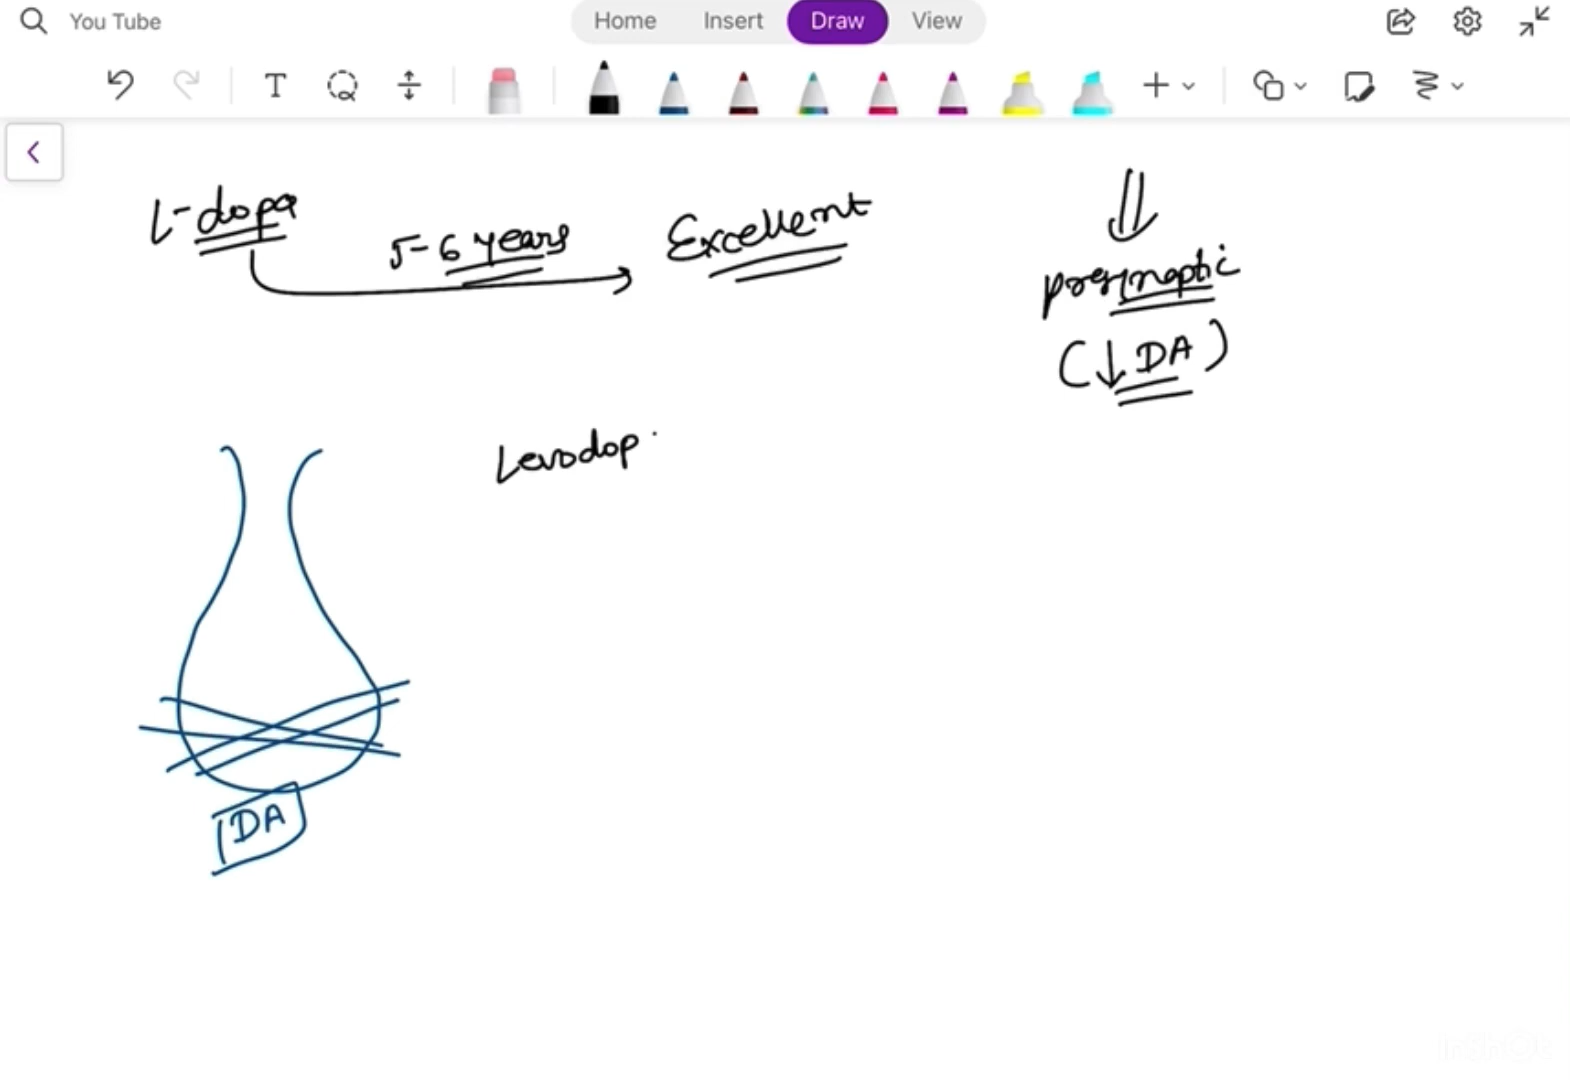 You Tube
Home Insert Draw View
T
L-dopa
5-6 years
Excellent
presynaptic
(↓ DA)
Levodop
DA